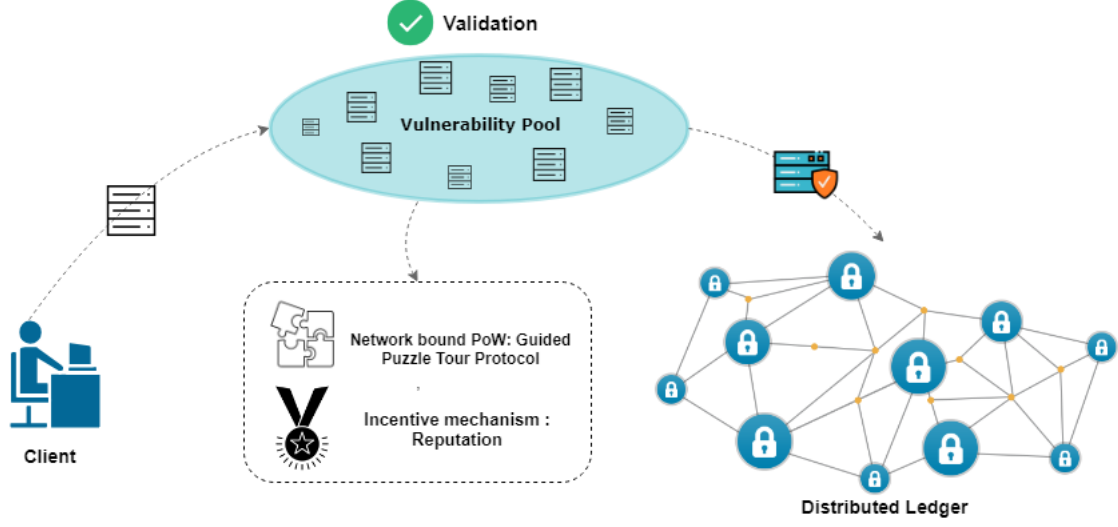 Validation
Vulnerability Pool
Network bound PoW: Guided
Puzzle Tour Protocol
,
Incentive mechanism :
Reputation
Client
Distributed Ledger